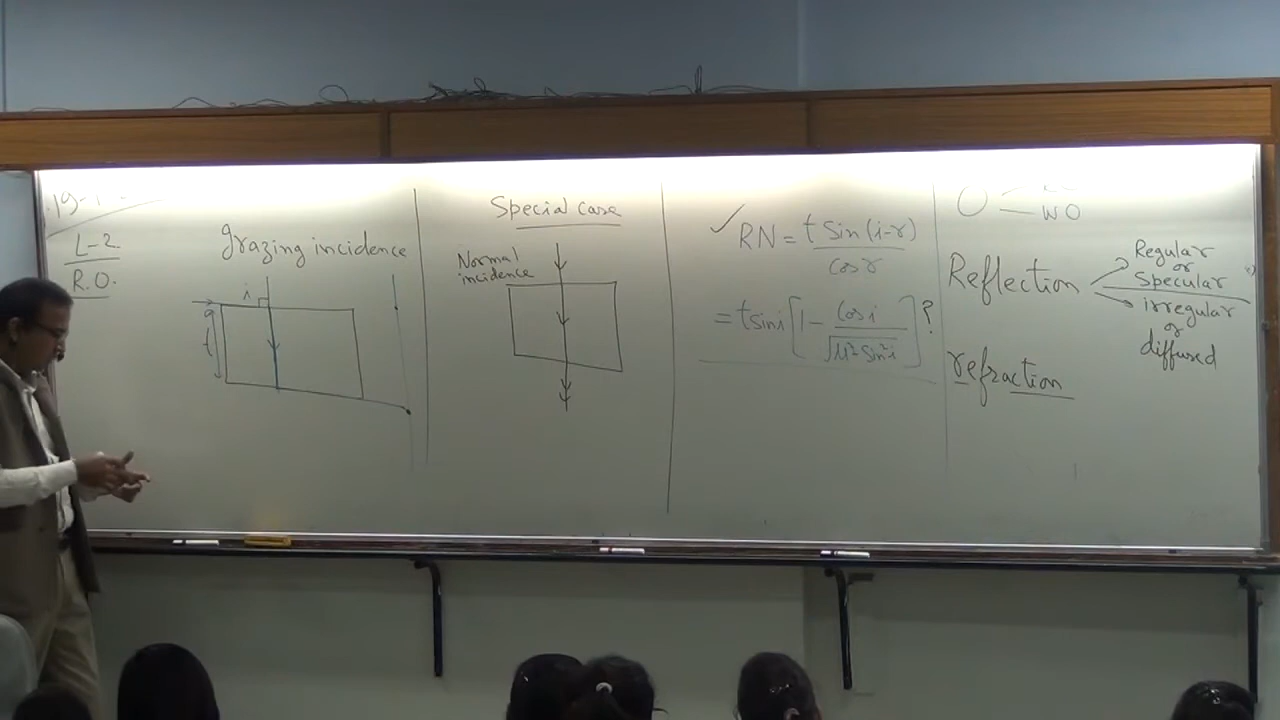 L-2
R.O.
grazing incidence
i
t
Special case
Normal
incidence
✓ RN = t Sin (i-r)
cos r
= t sin i [1 - Cos i / √μ² Sin² i] ?
WO
Reflection
Regular
or
Specular
irregular
or
diffused
refraction